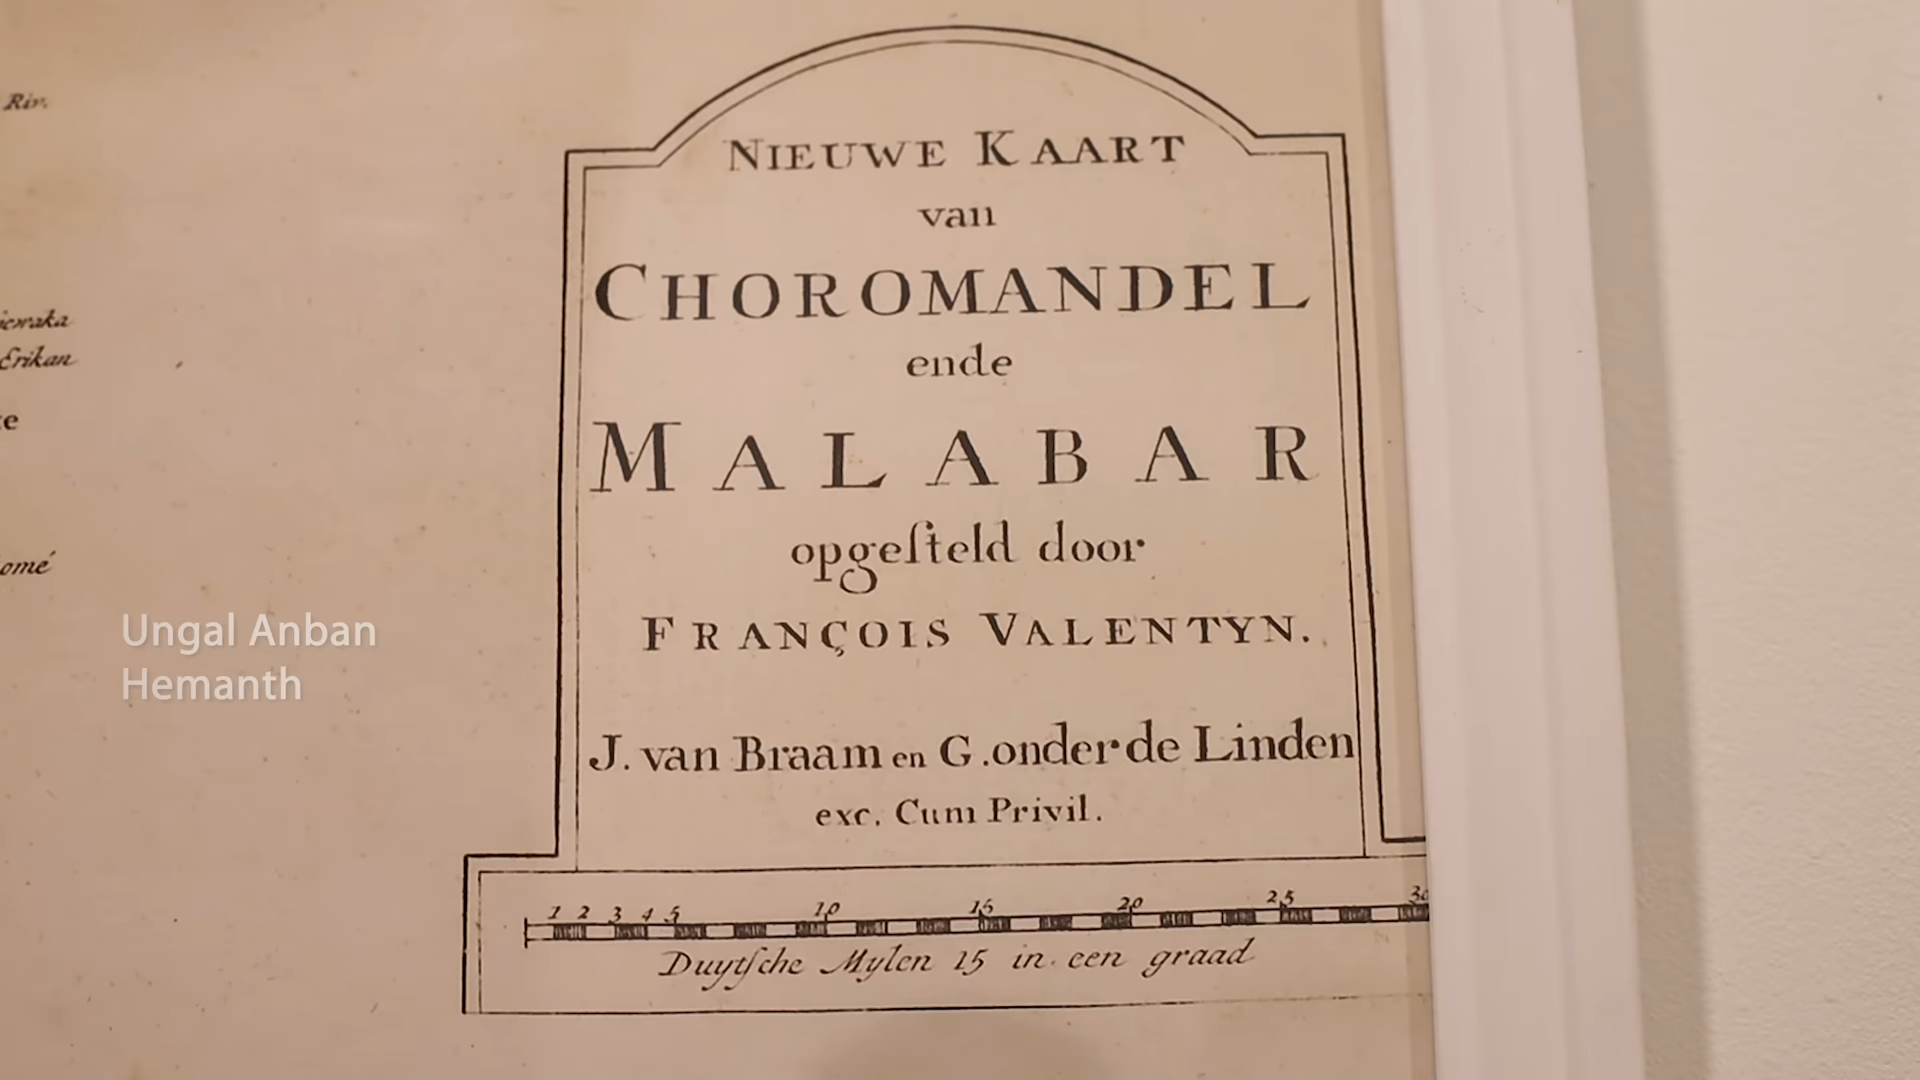 Riv.
Erikan
Ungal Anban
Hemanth
NIEUWE KAART
van
CHOROMANDEL
ende
MALABAR
opgeſteld door
FRANÇOIS VALENTYN.
J. van Braam en G. onder de Linden
exc. Cum Privil.
1 2 3 4 5 10 15 20 25 30
Duytſche Mylen 15 in een graad